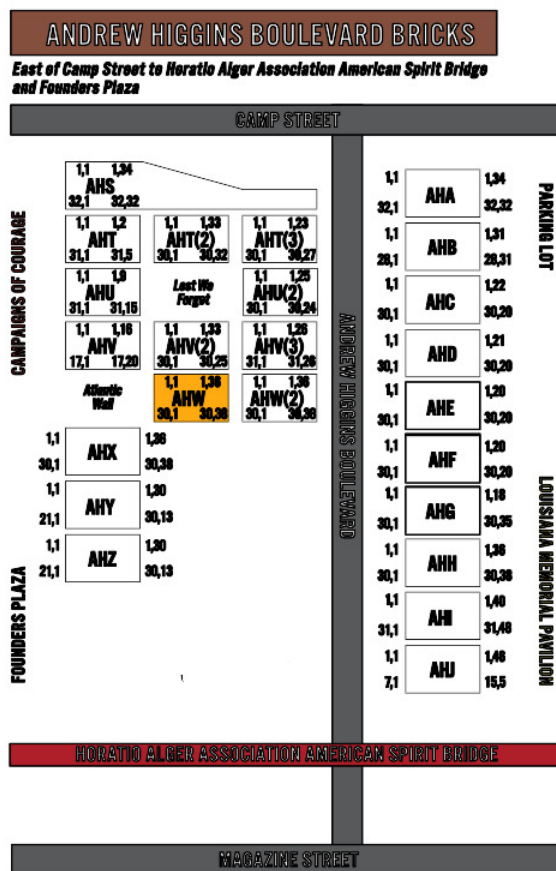 ANDREW HIGGINS BOULEVARD BRICKS
East of Camp Street to Horatio Alger Association American Spirit Bridge
and Founders Plaza
CAMP STREET
CAMPAIGNS OF COURAGE
FOUNDERS PLAZA
1,1 1,34
AHS
32,1 32,32
1,1 1,2
AHT
31,1 31,5
1,1 1,33
AHT(2)
30,1 30,32
1,1 1,23
AHT(3)
30,1 30,27
1,1 1,9
AHU
31,1 31,15
Lest We
Forget
1,1 1,25
AHU(2)
30,1 30,24
1,1 1,16
AHV
17,1 17,20
1,1 1,33
AHV(2)
30,1 30,25
1,1 1,26
AHV(3)
31,1 31,26
Atlantic
Wall
1,1 1,36
AHW
30,1 30,38
1,1 1,36
AHW(2)
30,1 30,38
1,1 1,36
AHX
30,1 30,38
1,1 1,30
AHY
21,1 30,13
1,1 1,30
AHZ
21,1 30,13
ANDREW HIGGINS BOULEVARD
1,1 1,34
AHA
32,1 32,32
1,1 1,31
AHB
28,1 28,31
1,1 1,22
AHC
30,1 30,20
1,1 1,21
AHD
30,1 30,20
1,1 1,20
AHE
30,1 30,20
1,1 1,20
AHF
30,1 30,20
1,1 1,18
AHG
30,1 30,35
1,1 1,36
AHH
30,1 30,38
1,1 1,40
AHI
31,1 31,48
1,1 1,48
AHJ
7,1 15,5
PARKING LOT
LOUISIANA MEMORIAL PAVILION
HORATIO ALGER ASSOCIATION AMERICAN SPIRIT BRIDGE
MAGAZINE STREET